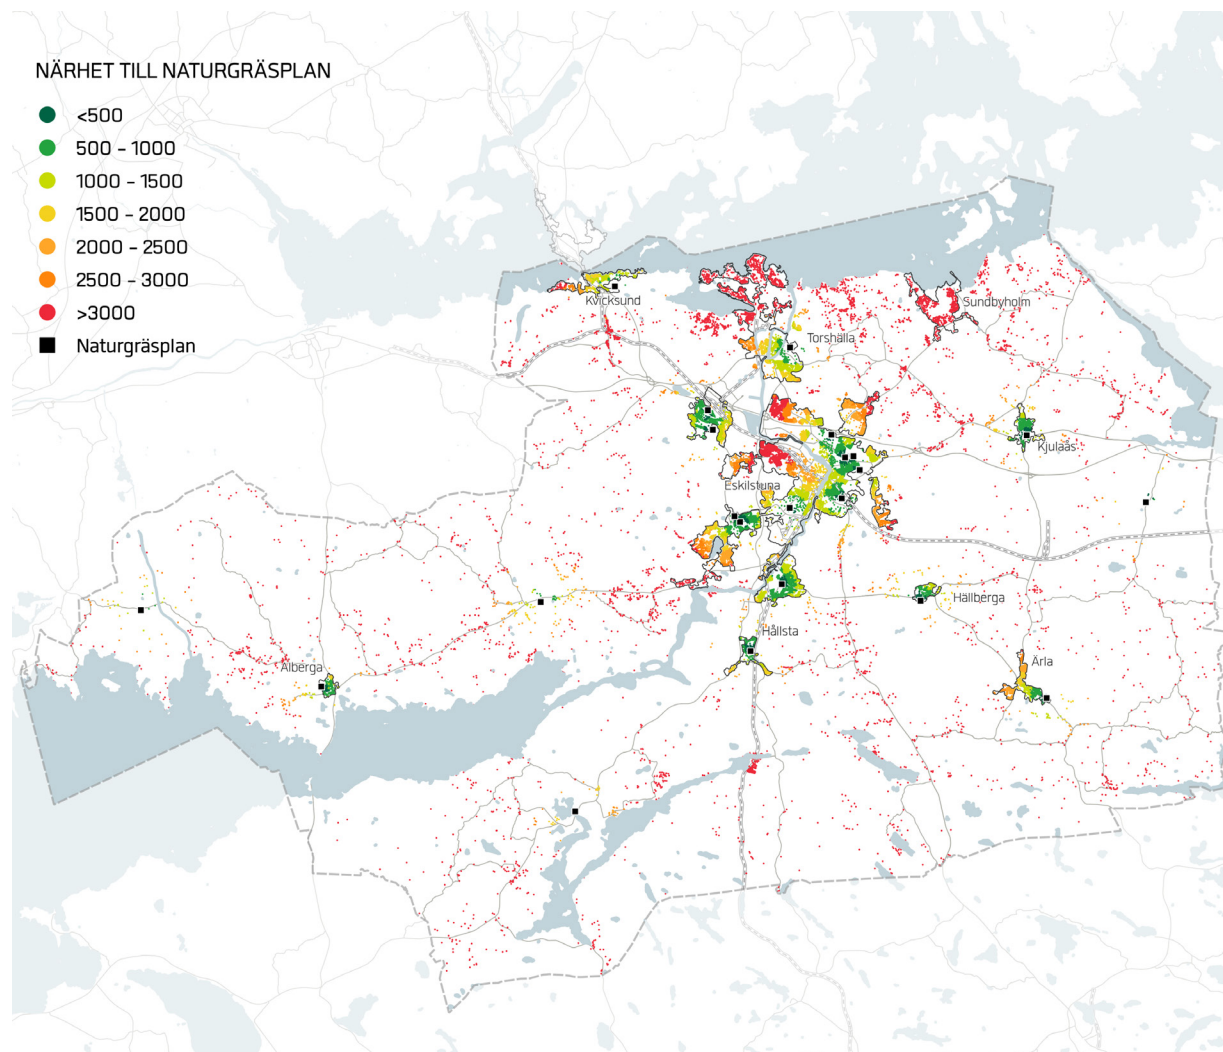 NÄRHET TILL NATURGRÄSPLAN
<500
500 – 1000
1000 – 1500
1500 – 2000
2000 – 2500
2500 – 3000
>3000
Naturgräsplan
Kvicksund
Sundbyholm
Torshälla
Kjulaås
Eskilstuna
Hällberga
Hållsta
Ärla
Alberga